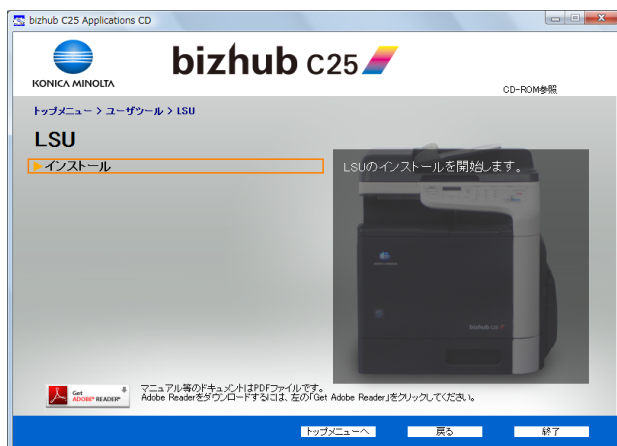 bizhub C25 Applications CD
KONICA MINOLTA
bizhub C25
CD-ROM参照
トップメニュー > ユーザツール > LSU
LSU
インストール
LSUのインストールを開始します。
Get
ADOBE® READER®
マニュアル等のドキュメントはPDFファイルです。
Adobe Readerをダウンロードするには、左の「Get Adobe Reader」をクリックしてください。
トップメニューへ
戻る
終了